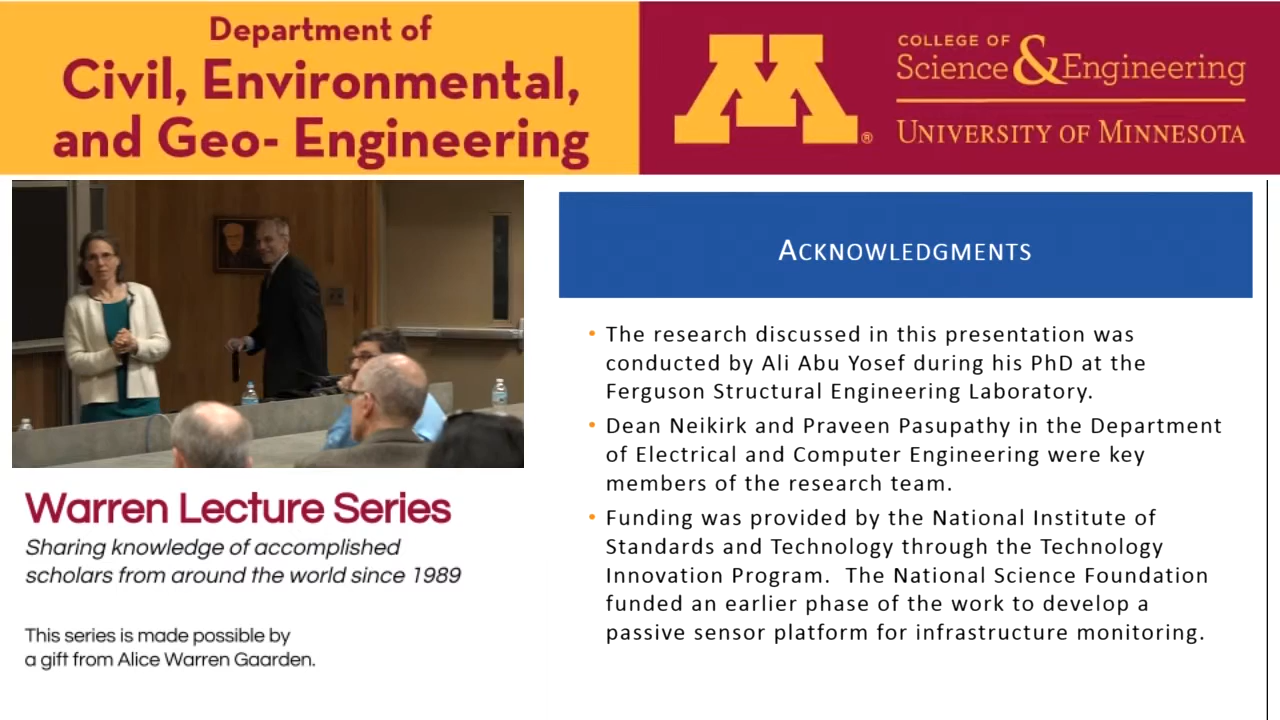 Department of
Civil, Environmental,
and Geo- Engineering
M®
COLLEGE OF
Science & Engineering
UNIVERSITY OF MINNESOTA
ACKNOWLEDGMENTS
• The research discussed in this presentation was
conducted by Ali Abu Yosef during his PhD at the
Ferguson Structural Engineering Laboratory.
• Dean Neikirk and Praveen Pasupathy in the Department
of Electrical and Computer Engineering were key
members of the research team.
• Funding was provided by the National Institute of
Standards and Technology through the Technology
Innovation Program.  The National Science Foundation
funded an earlier phase of the work to develop a
passive sensor platform for infrastructure monitoring.
Warren Lecture Series
Sharing knowledge of accomplished
scholars from around the world since 1989
This series is made possible by
a gift from Alice Warren Gaarden.